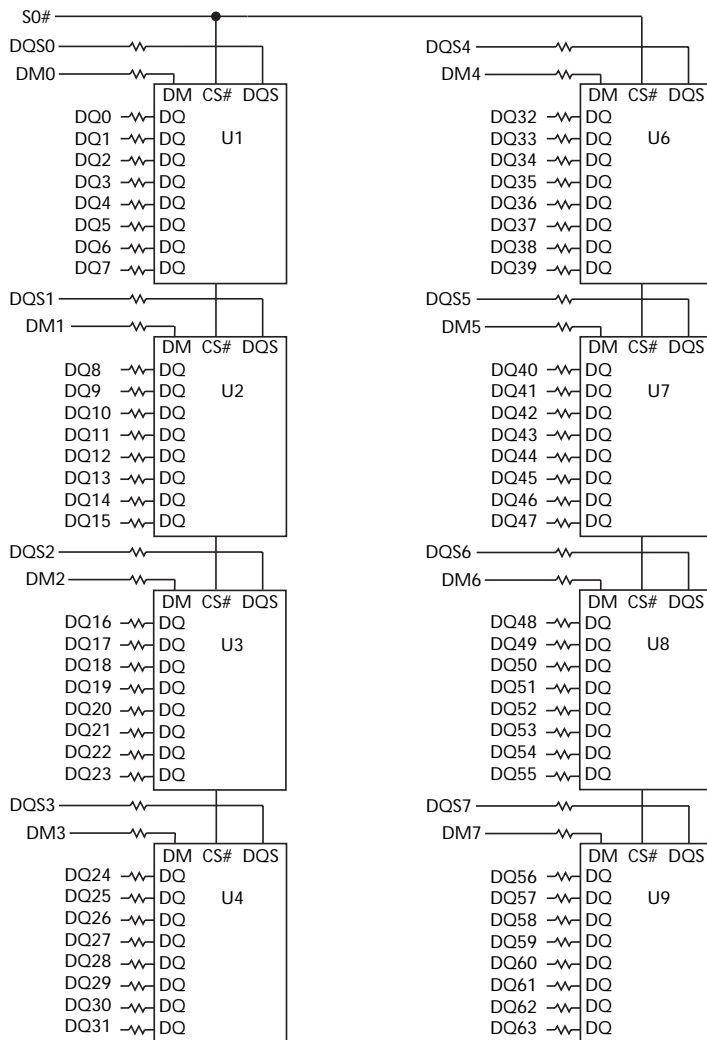 S0#
DQS0
DM0
DM CS# DQS
DQ0 DQ
DQ1 DQ U1
DQ2 DQ
DQ3 DQ
DQ4 DQ
DQ5 DQ
DQ6 DQ
DQ7 DQ
DQS1
DM1
DM CS# DQS
DQ8 DQ
DQ9 DQ U2
DQ10 DQ
DQ11 DQ
DQ12 DQ
DQ13 DQ
DQ14 DQ
DQ15 DQ
DQS2
DM2
DM CS# DQS
DQ16 DQ
DQ17 DQ U3
DQ18 DQ
DQ19 DQ
DQ20 DQ
DQ21 DQ
DQ22 DQ
DQ23 DQ
DQS3
DM3
DM CS# DQS
DQ24 DQ
DQ25 DQ U4
DQ26 DQ
DQ27 DQ
DQ28 DQ
DQ29 DQ
DQ30 DQ
DQ31 DQ
DQS4
DM4
DM CS# DQS
DQ32 DQ
DQ33 DQ U6
DQ34 DQ
DQ35 DQ
DQ36 DQ
DQ37 DQ
DQ38 DQ
DQ39 DQ
DQS5
DM5
DM CS# DQS
DQ40 DQ
DQ41 DQ U7
DQ42 DQ
DQ43 DQ
DQ44 DQ
DQ45 DQ
DQ46 DQ
DQ47 DQ
DQS6
DM6
DM CS# DQS
DQ48 DQ
DQ49 DQ U8
DQ50 DQ
DQ51 DQ
DQ52 DQ
DQ53 DQ
DQ54 DQ
DQ55 DQ
DQS7
DM7
DM CS# DQS
DQ56 DQ
DQ57 DQ U9
DQ58 DQ
DQ59 DQ
DQ60 DQ
DQ61 DQ
DQ62 DQ
DQ63 DQ